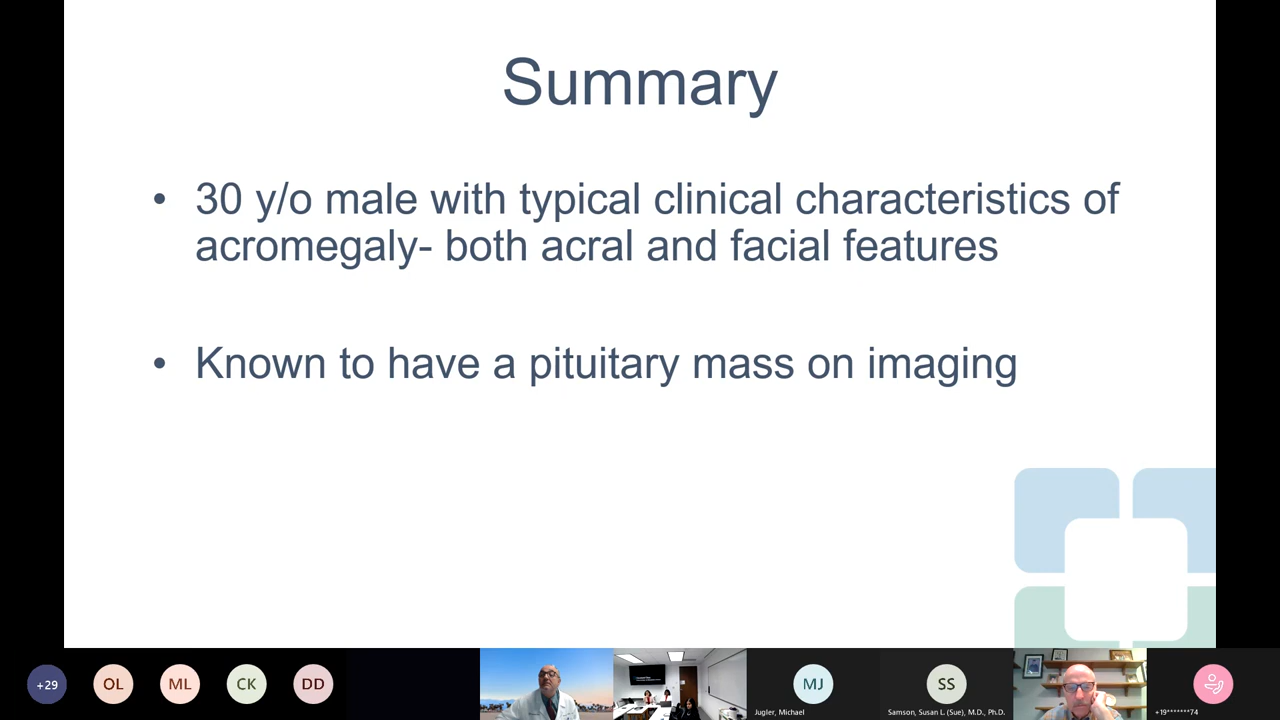 Summary
• 30 y/o male with typical clinical characteristics of
acromegaly- both acral and facial features
• Known to have a pituitary mass on imaging
+29
OL
ML
CK
DD
MJ
SS
Jugler, Michael
Samson, Susan L. (Sue), M.D., Ph.D.
+19*******74